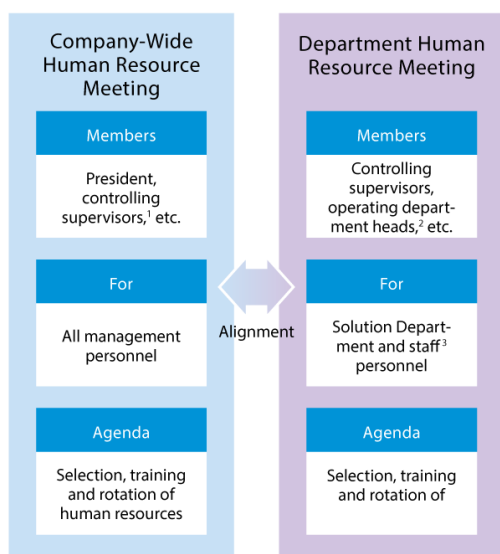 Company-Wide
Human Resource
Meeting
Members
President,
controlling
supervisors,¹ etc.
For
All management
personnel
Agenda
Selection, training
and rotation of
human resources
Alignment
Department Human
Resource Meeting
Members
Controlling
supervisors,
operating depart-
ment heads,² etc.
For
Solution Depart-
ment and staff³
personnel
Agenda
Selection, training
and rotation of